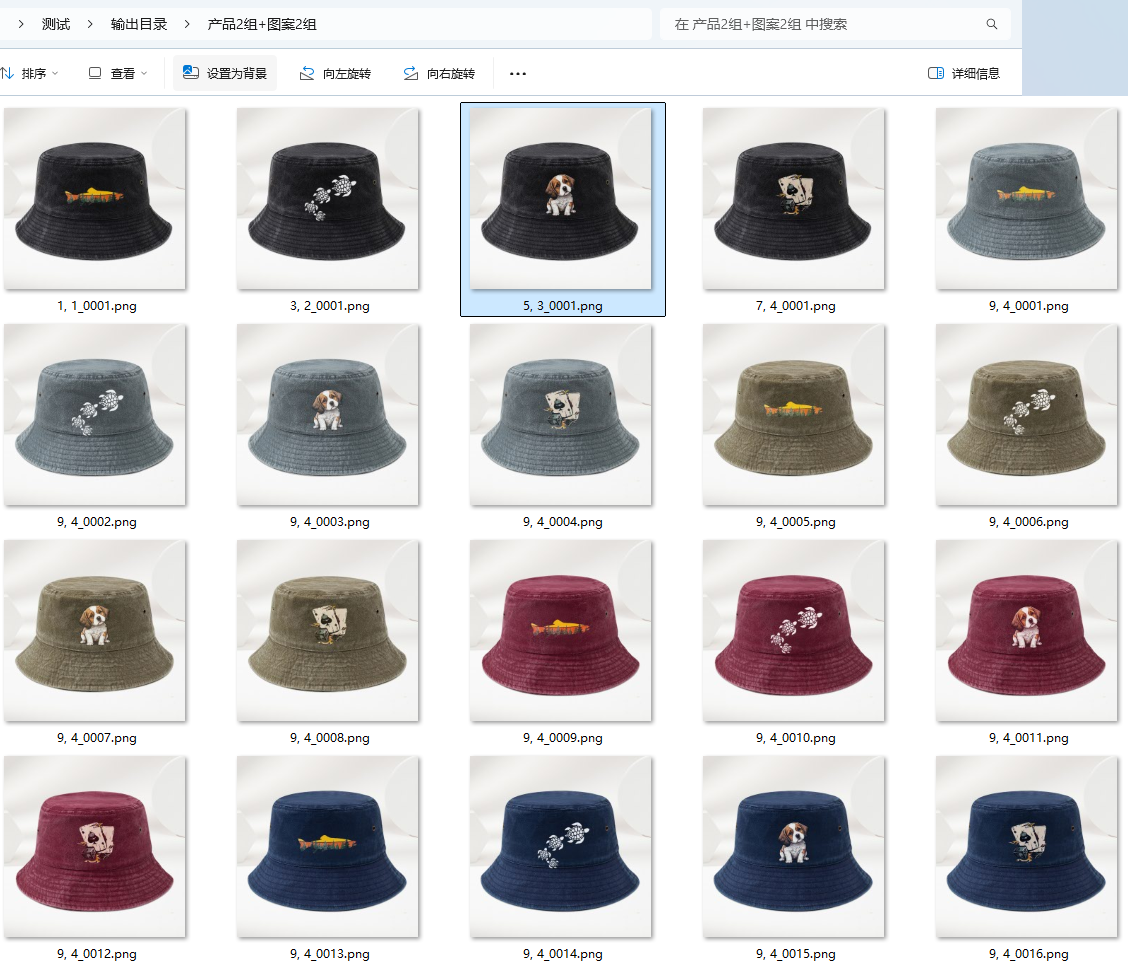 测试 > 输出目录 > 产品2组+图案2组
在 产品2组+图案2组 中搜索
排序 查看 设置为背景 向左旋转 向右旋转 ... 详细信息
1, 1_0001.png 3, 2_0001.png 5, 3_0001.png 7, 4_0001.png 9, 4_0001.png
9, 4_0002.png 9, 4_0003.png 9, 4_0004.png 9, 4_0005.png 9, 4_0006.png
9, 4_0007.png 9, 4_0008.png 9, 4_0009.png 9, 4_0010.png 9, 4_0011.png
9, 4_0012.png 9, 4_0013.png 9, 4_0014.png 9, 4_0015.png 9, 4_0016.png